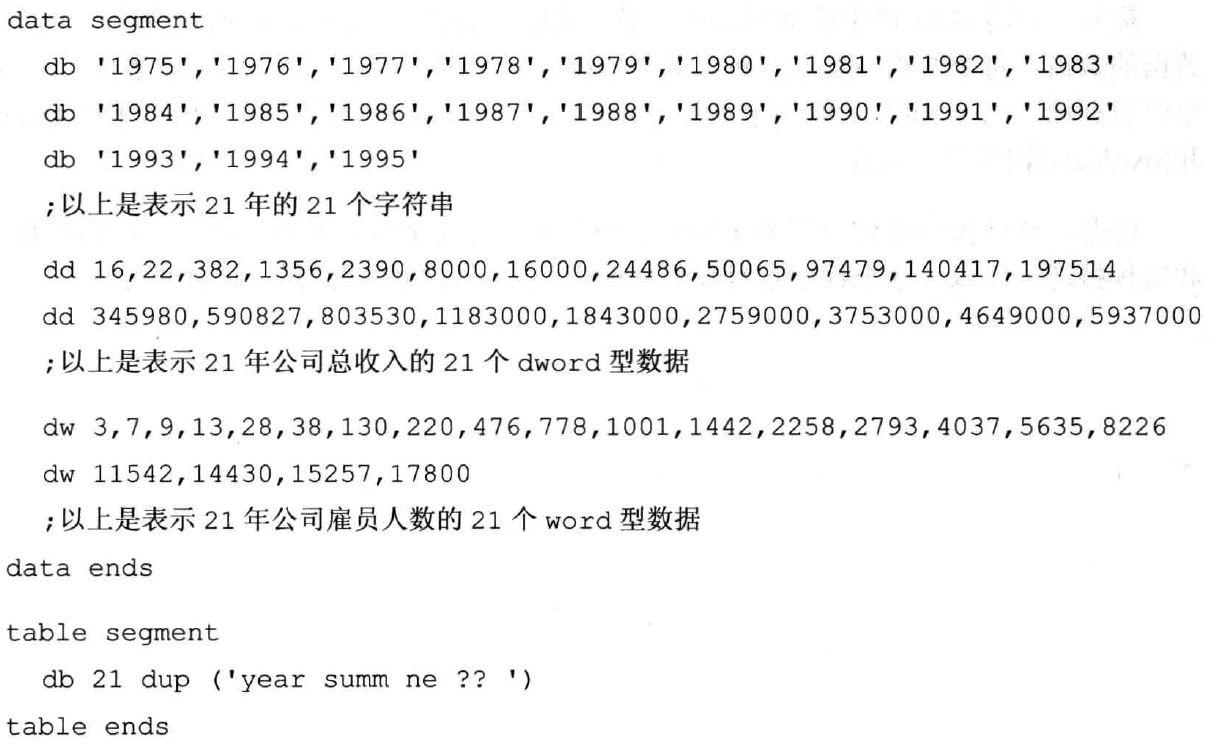 data segment
db '1975','1976','1977','1978','1979','1980','1981','1982','1983'
db '1984','1985','1986','1987','1988','1989','1990','1991','1992'
db '1993','1994','1995'
;以上是表示 21 年的 21 个字符串
dd 16,22,382,1356,2390,8000,16000,24486,50065,97479,140417,197514
dd 345980,590827,803530,1183000,1843000,2759000,3753000,4649000,5937000
;以上是表示 21 年公司总收入的 21 个 dword 型数据
dw 3,7,9,13,28,38,130,220,476,778,1001,1442,2258,2793,4037,5635,8226
dw 11542,14430,15257,17800
;以上是表示 21 年公司雇员人数的 21 个 word 型数据
data ends
table segment
db 21 dup ('year summ ne ?? ')
table ends